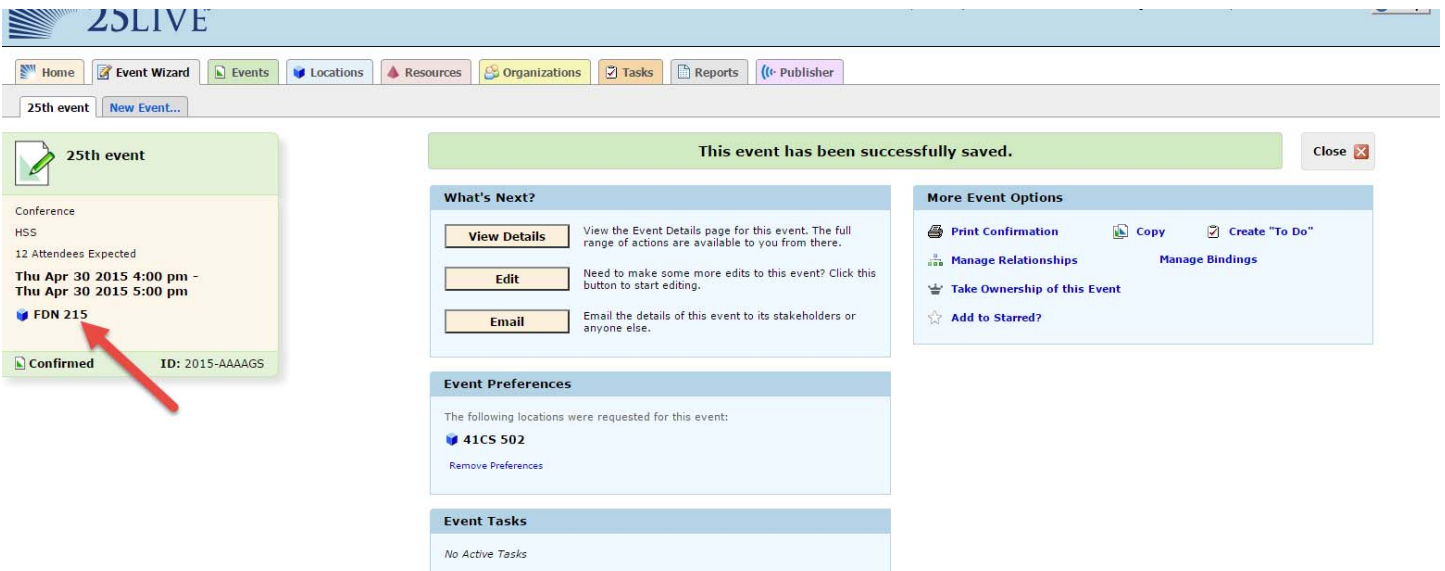 25LIVE
Home Event Wizard Events Locations Resources Organizations Tasks Reports Publisher
25th event New Event...
25th event
Conference
HSS
12 Attendees Expected
Thu Apr 30 2015 4:00 pm -
Thu Apr 30 2015 5:00 pm
FDN 215
Confirmed ID: 2015-AAAAGS
This event has been successfully saved.
Close
What's Next?
View Details
View the Event Details page for this event. The full
range of actions are available to you from there.
Edit
Need to make some more edits to this event? Click this
button to start editing.
Email
Email the details of this event to its stakeholders or
anyone else.
Event Preferences
The following locations were requested for this event:
41CS 502
Remove Preferences
Event Tasks
No Active Tasks
More Event Options
Print Confirmation Copy Create "To Do"
Manage Relationships Manage Bindings
Take Ownership of this Event
Add to Starred?